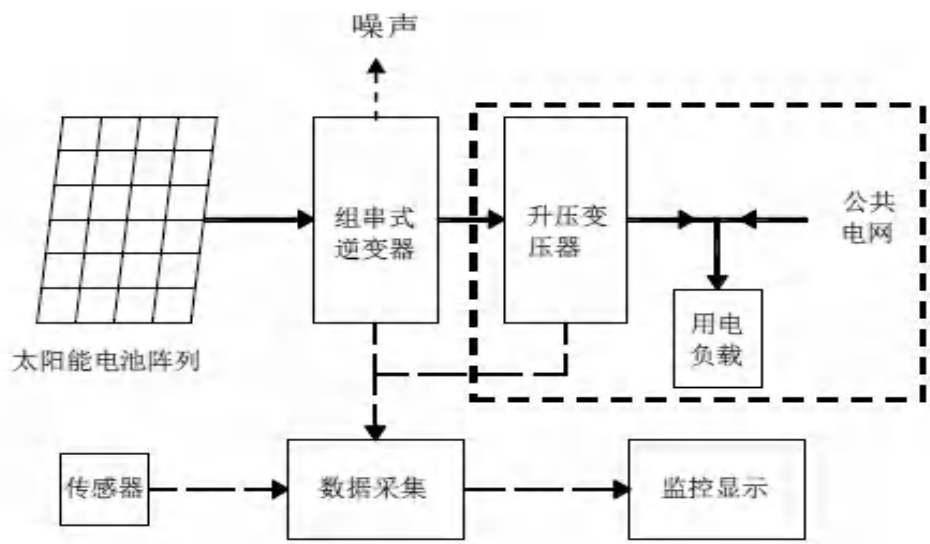 噪声
组串式
逆变器
升压变
压器
公共
电网
用电
负载
太阳能电池阵列
传感器
数据采集
监控显示